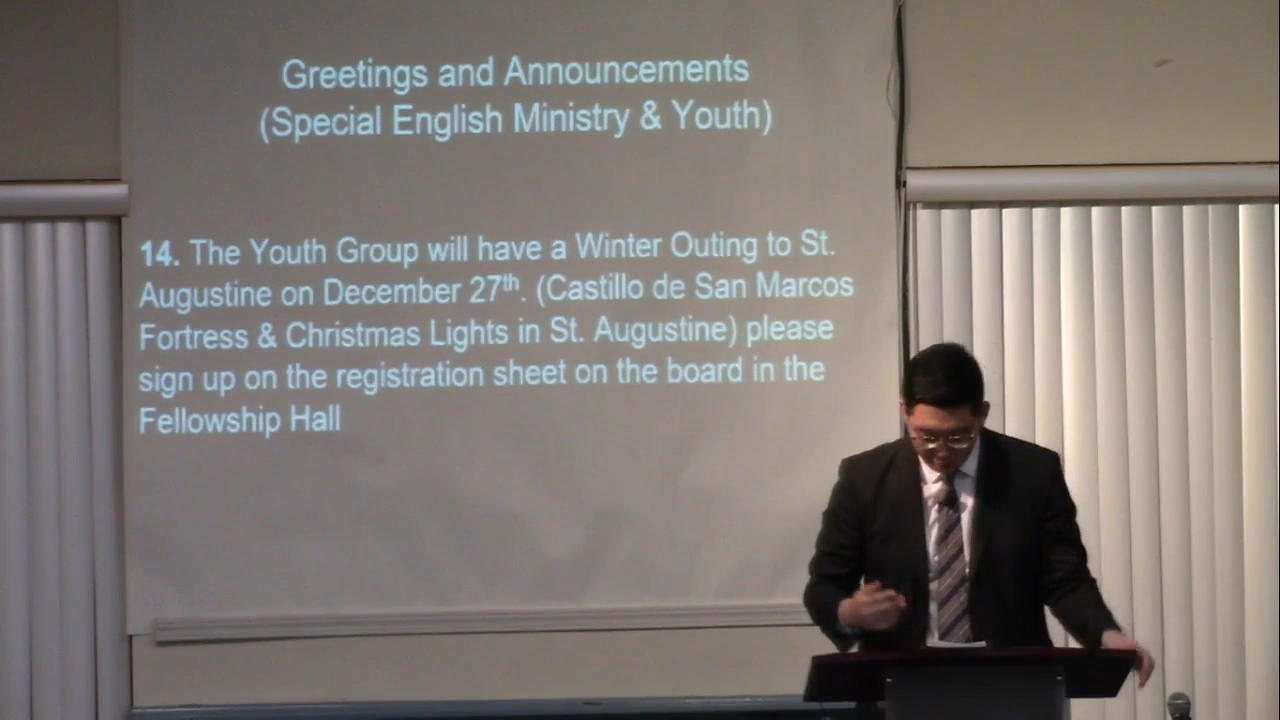 Greetings and Announcements
(Special English Ministry & Youth)
14. The Youth Group will have a Winter Outing to St.
Augustine on December 27th. (Castillo de San Marcos
Fortress & Christmas Lights in St. Augustine) please
sign up on the registration sheet on the board in the
Fellowship Hall